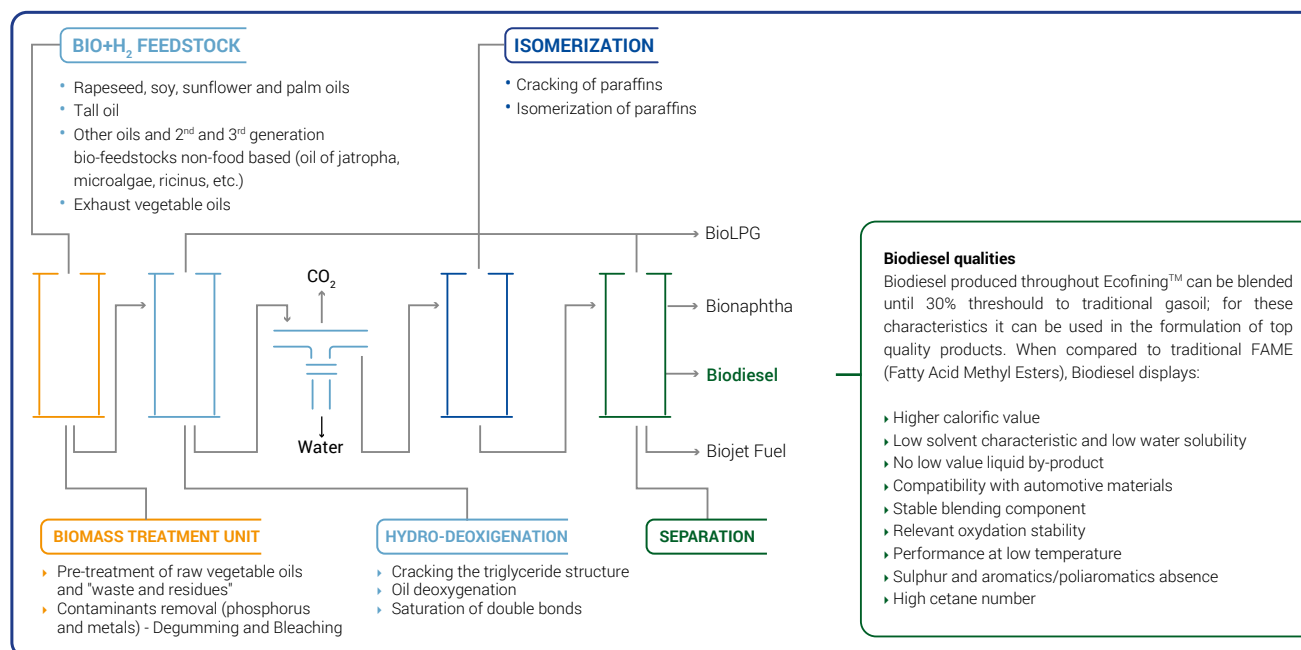 BIO+H₂ FEEDSTOCK
• Rapeseed, soy, sunflower and palm oils
• Tall oil
• Other oils and 2ⁿᵈ and 3ʳᵈ generation
bio-feedstocks non-food based (oil of jatropha,
microalgae, ricinus, etc.)
• Exhaust vegetable oils
ISOMERIZATION
• Cracking of paraffins
• Isomerization of paraffins
CO₂
Water
BioLPG
Bionaphtha
Biodiesel
Biojet Fuel
BIOMASS TREATMENT UNIT
Pre-treatment of raw vegetable oils
and "waste and residues"
Contaminants removal (phosphorus
and metals) - Degumming and Bleaching
HYDRO-DEOXIGENATION
Cracking the triglyceride structure
Oil deoxygenation
Saturation of double bonds
SEPARATION
Biodiesel qualities
Biodiesel produced throughout Ecofining™ can be blended
until 30% threshould to traditional gasoil; for these
characteristics it can be used in the formulation of top
quality products. When compared to traditional FAME
(Fatty Acid Methyl Esters), Biodiesel displays:
Higher calorific value
Low solvent characteristic and low water solubility
No low value liquid by-product
Compatibility with automotive materials
Stable blending component
Relevant oxydation stability
Performance at low temperature
Sulphur and aromatics/poliaromatics absence
High cetane number